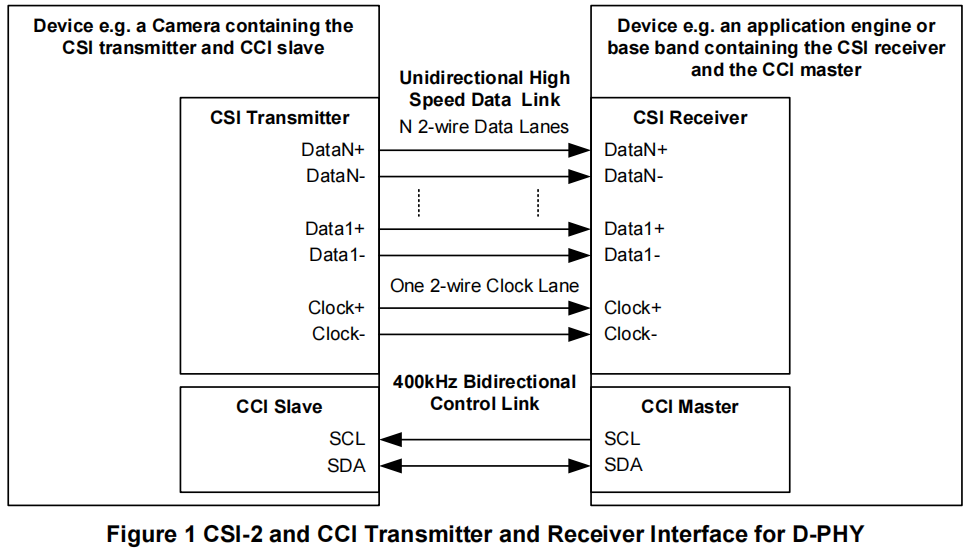 Device e.g. a Camera containing the
CSI transmitter and CCI slave
Device e.g. an application engine or
base band containing the CSI receiver
and the CCI master
Unidirectional High
Speed Data Link
N 2-wire Data Lanes
CSI Transmitter
DataN+
DataN-
Data1+
Data1-
Clock+
Clock-
CSI Receiver
DataN+
DataN-
Data1+
Data1-
Clock+
Clock-
One 2-wire Clock Lane
400kHz Bidirectional
Control Link
CCI Slave
SCL
SDA
CCI Master
SCL
SDA
Figure 1 CSI-2 and CCI Transmitter and Receiver Interface for D-PHY